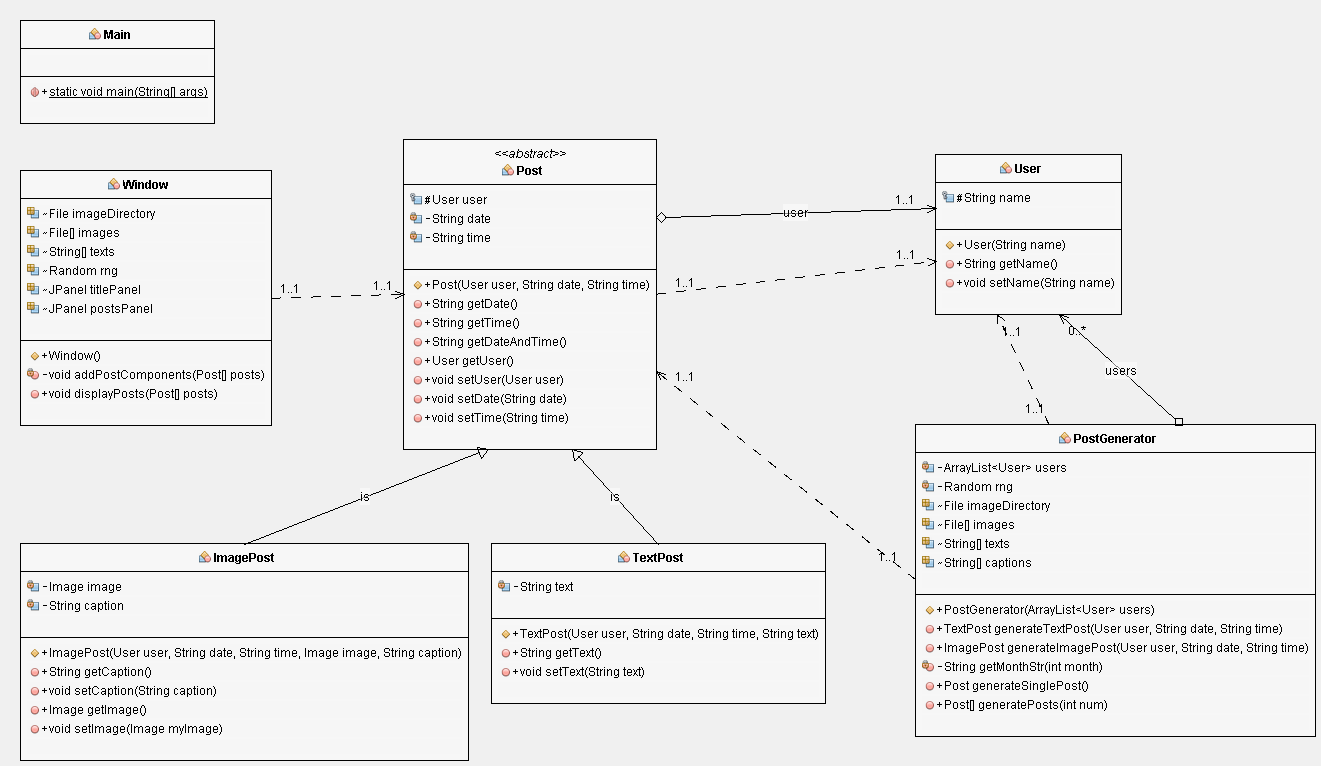 Main
+static void main(String[] args)
Window
~File imageDirectory
~File[] images
~String[] texts
~Random rng
~JPanel titlePanel
~JPanel postsPanel
+Window()
-void addPostComponents(Post[] posts)
+void displayPosts(Post[] posts)
1..1
1..1
<<abstract>>
Post
#User user
-String date
-String time
+Post(User user, String date, String time)
+String getDate()
+String getTime()
+String getDateAndTime()
+User getUser()
+void setUser(User user)
+void setDate(String date)
+void setTime(String time)
user
1..1
1..1
1..1
User
#String name
+User(String name)
+String getName()
+void setName(String name)
1..1
0..*
users
1..1
1..1
1..1
is
is
ImagePost
-Image image
-String caption
+ImagePost(User user, String date, String time, Image image, String caption)
+String getCaption()
+void setCaption(String caption)
+Image getImage()
+void setImage(Image myImage)
TextPost
-String text
+TextPost(User user, String date, String time, String text)
+String getText()
+void setText(String text)
PostGenerator
-ArrayList<User> users
-Random rng
~File imageDirectory
~File[] images
~String[] texts
~String[] captions
+PostGenerator(ArrayList<User> users)
+TextPost generateTextPost(User user, String date, String time)
+ImagePost generateImagePost(User user, String date, String time)
-String getMonthStr(int month)
+Post generateSinglePost()
+Post[] generatePosts(int num)